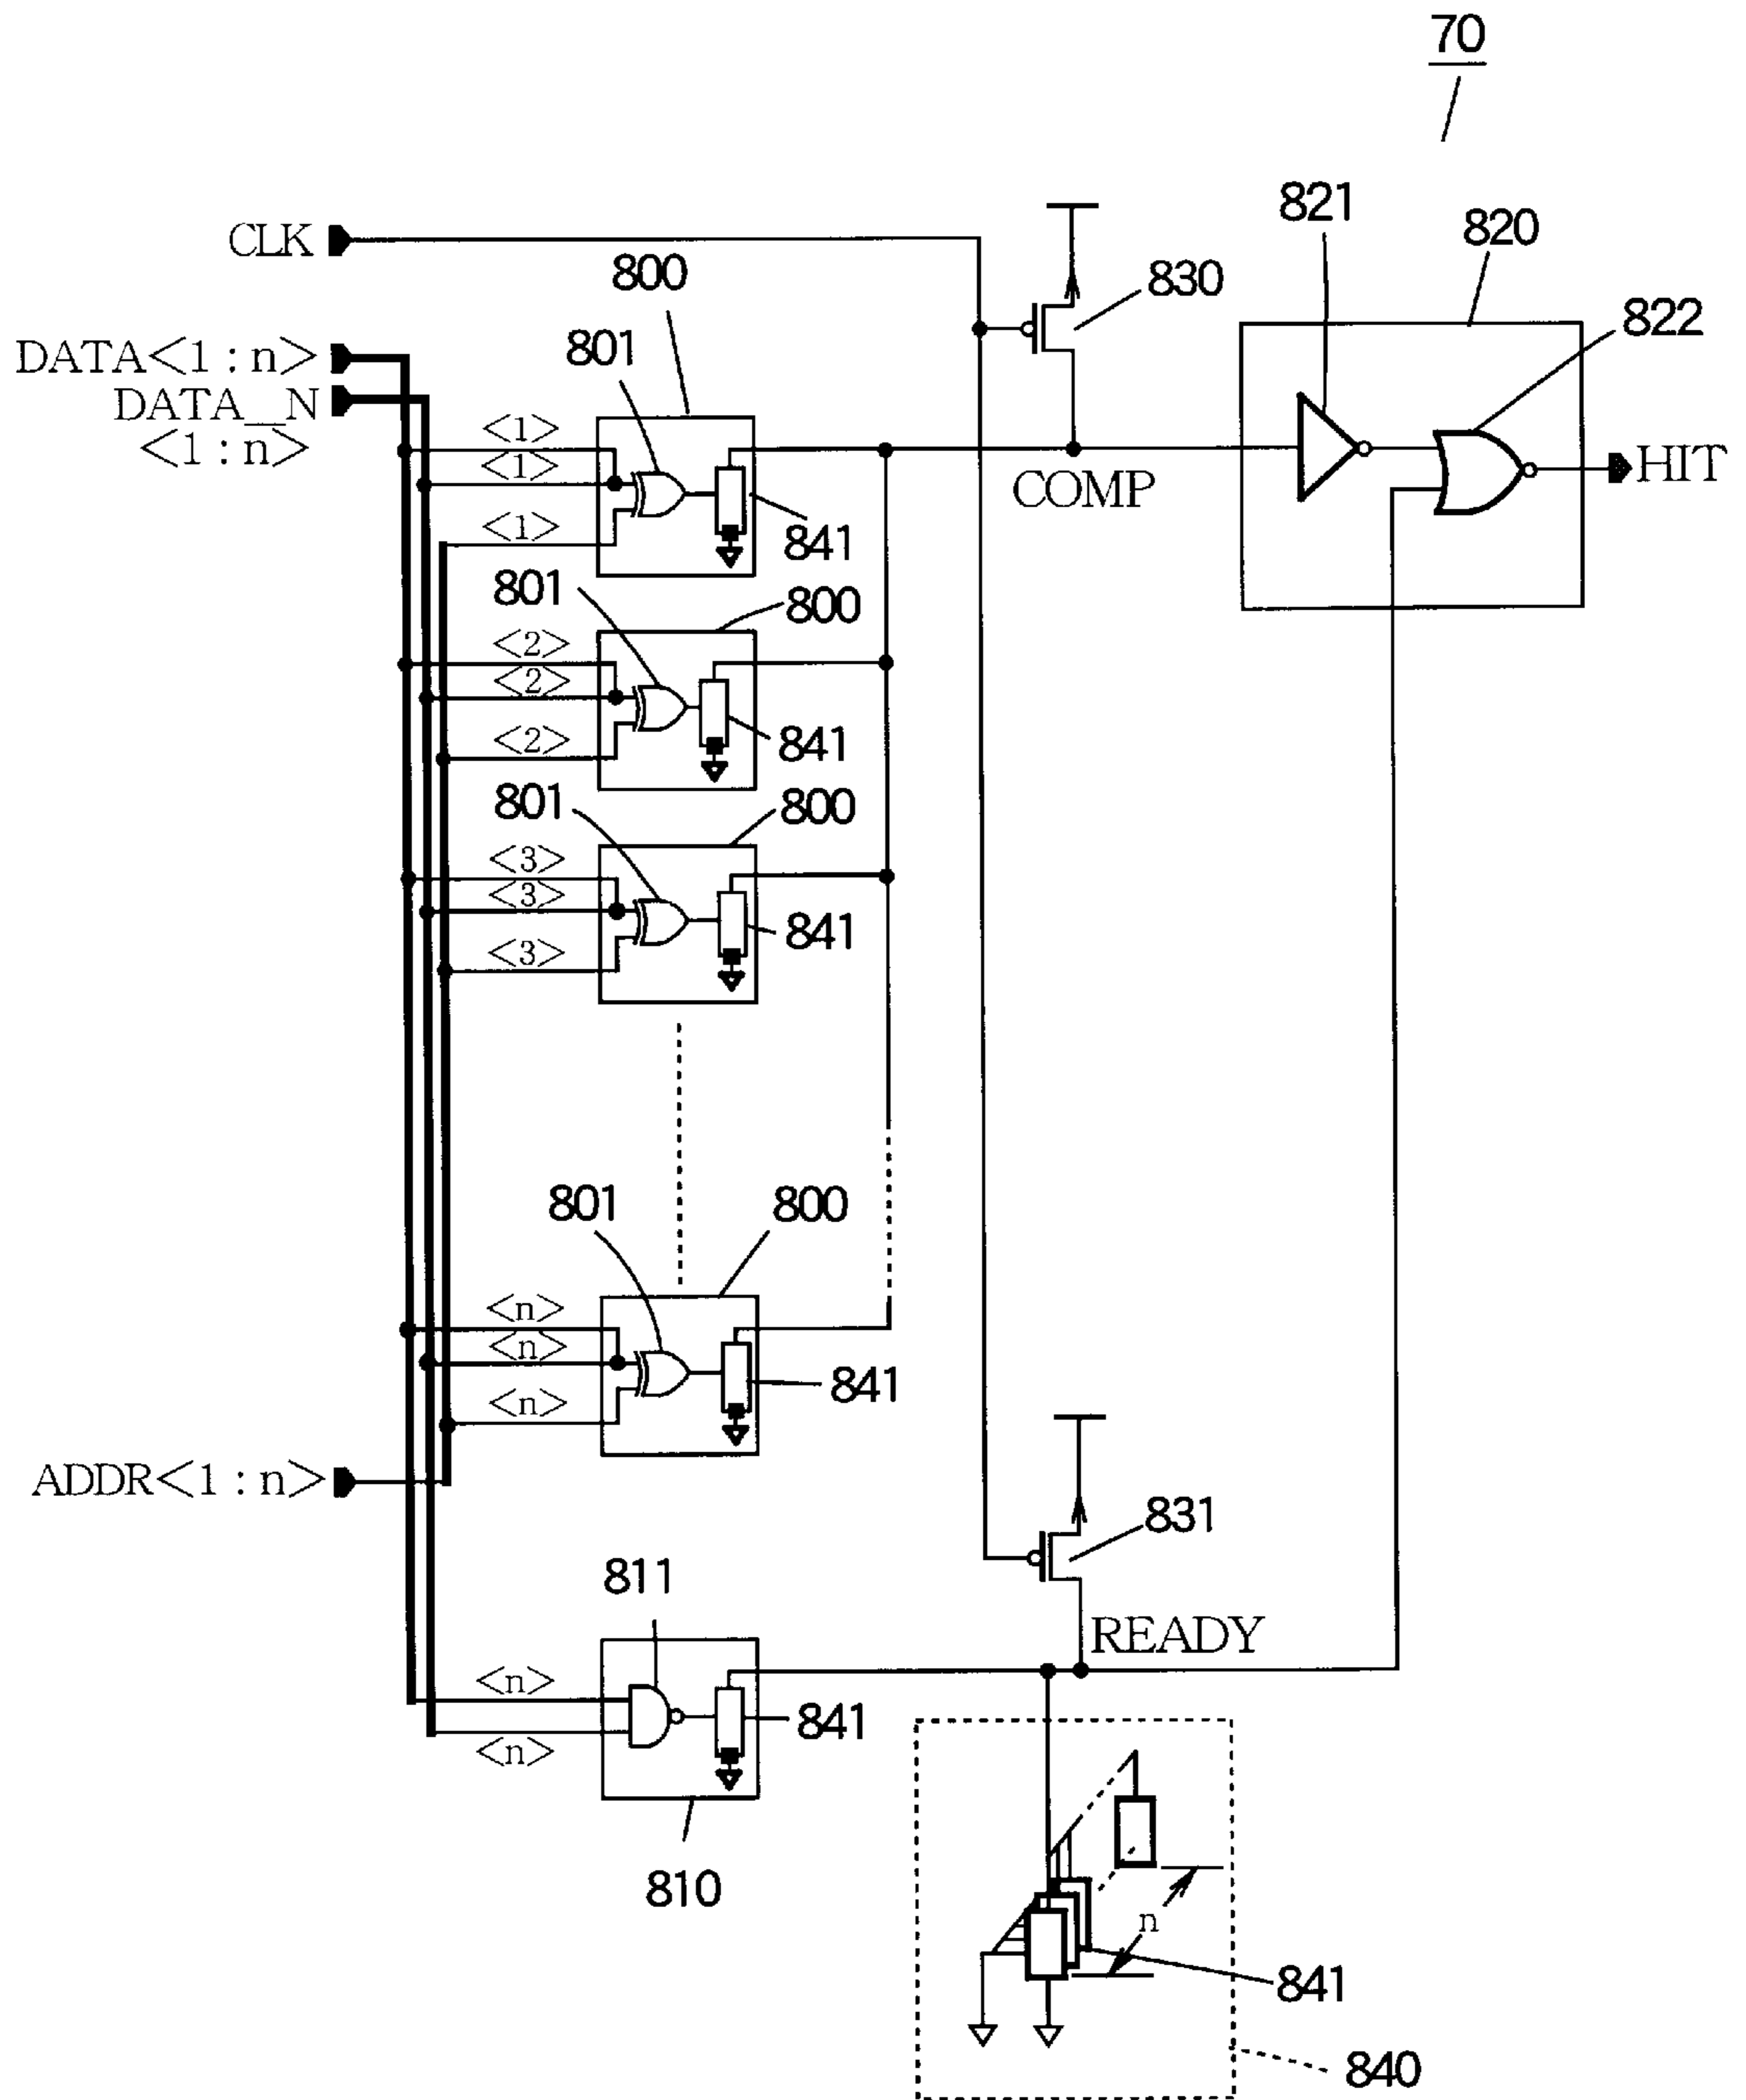 70
821
820
CLK
800
830
822
801
DATA<1 : n>
DATA_N
<1 : n>
<1>
<1>
COMP
HIT
<1>
841
801
800
<2>
<2>
<2>
841
801
800
<3>
<3>
841
<3>
801
800
<n>
<n>
841
<n>
ADDR<1 : n>
831
811
READY
<n>
841
<n>
810
n
841
840